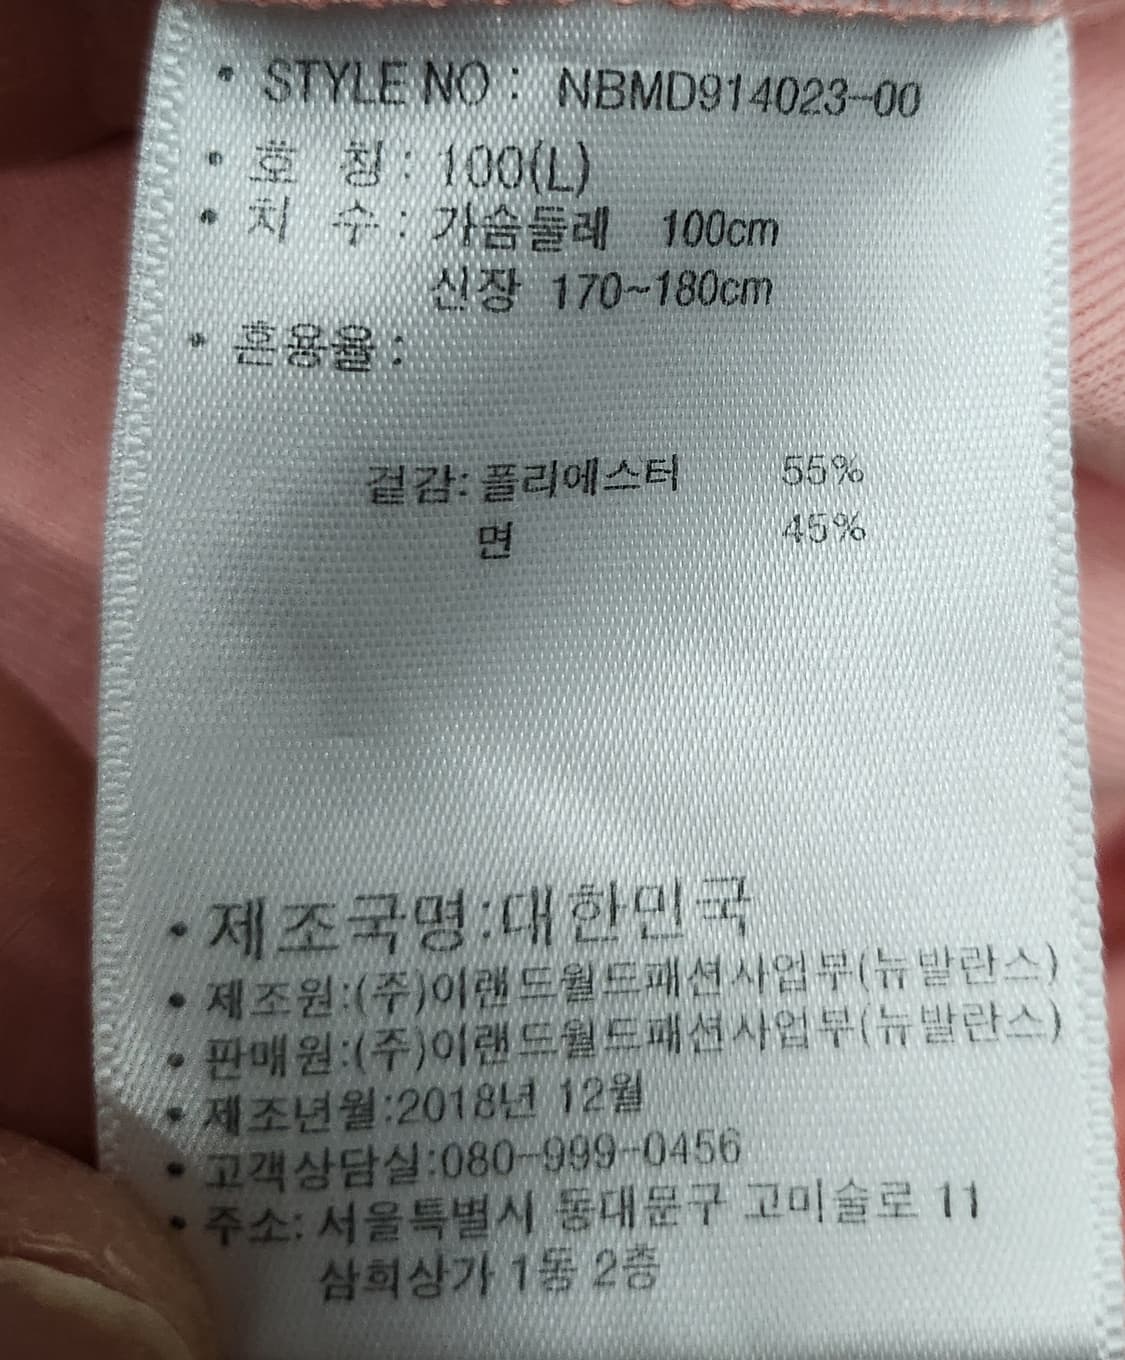 • STYLE NO : NBMD914023-00
• 호 칭 : 100(L)
• 치 수 : 가슴둘레 100cm
신장 170~180cm
• 혼용율 :
겉감: 폴리에스터 55%
면 45%
• 제조국명:대한민국
• 제조원:(주)이랜드월드패션사업부(뉴발란스)
• 판매원:(주)이랜드월드패션사업부(뉴발란스)
• 제조년월:2018년 12월
• 고객상담실:080-999-0456
• 주소: 서울특별시 동대문구 고미술로 11
삼희상가 1동 2층